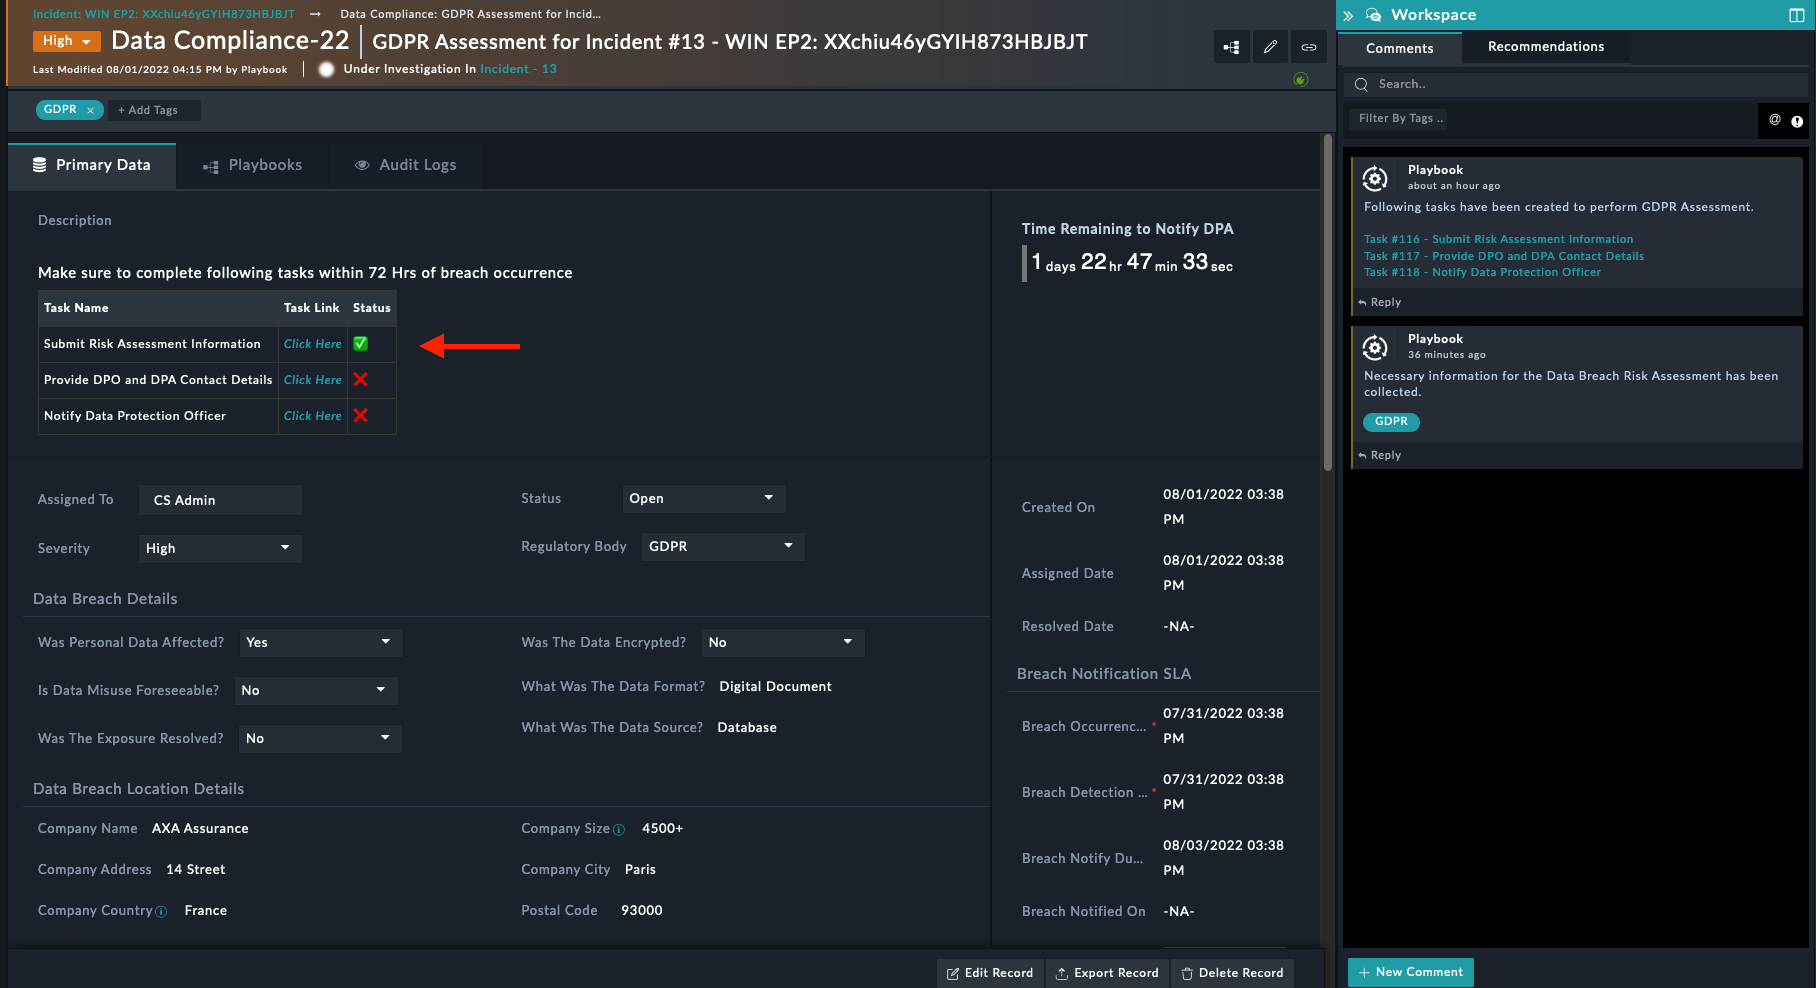 Incident: WIN EP2: XXchiu46yGYIH873HBJBJT → Data Compliance: GDPR Assessment for Incid...
High Data Compliance-22 GDPR Assessment for Incident #13 - WIN EP2: XXchiu46yGYIH873HBJBJT
Last Modified 08/01/2022 04:15 PM by Playbook Under Investigation In Incident - 13
GDPR × + Add Tags
Primary Data Playbooks Audit Logs
Description
Make sure to complete following tasks within 72 Hrs of breach occurrence
Task Name Task Link Status
Submit Risk Assessment Information Click Here
Provide DPO and DPA Contact Details Click Here
Notify Data Protection Officer Click Here
Time Remaining to Notify DPA
1 days 22 hr 47 min 33 sec
Assigned To CS Admin
Status Open
Severity High
Regulatory Body GDPR
Data Breach Details
Was Personal Data Affected? Yes
Was The Data Encrypted? No
Is Data Misuse Foreseeable? No
What Was The Data Format? Digital Document
Was The Exposure Resolved? No
What Was The Data Source? Database
Data Breach Location Details
Company Name AXA Assurance
Company Size 4500+
Company Address 14 Street
Company City Paris
Company Country France
Postal Code 93000
Created On 08/01/2022 03:38
PM
Assigned Date 08/01/2022 03:38
PM
Resolved Date -NA-
Breach Notification SLA
Breach Occurrenc... * 07/31/2022 03:38
PM
Breach Detection ... * 07/31/2022 03:38
PM
Breach Notify Du... 08/03/2022 03:38
PM
Breach Notified On -NA-
Edit Record Export Record Delete Record
Workspace
Comments Recommendations
Search..
Filter By Tags .. @
Playbook
about an hour ago
Following tasks have been created to perform GDPR Assessment.
Task #116 - Submit Risk Assessment Information
Task #117 - Provide DPO and DPA Contact Details
Task #118 - Notify Data Protection Officer
Reply
Playbook
36 minutes ago
Necessary information for the Data Breach Risk Assessment has been
collected.
GDPR
Reply
+ New Comment